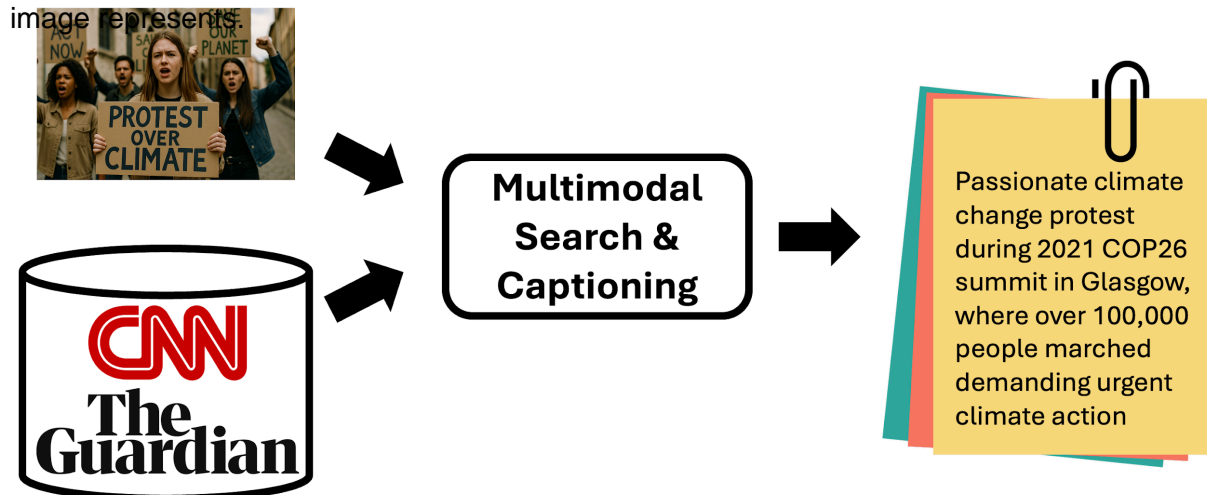 image represents.
ACT
NOW
SAVE
OUR
PLANET
PROTEST
OVER
CLIMATE
CNN
The
Guardian
Multimodal
Search &
Captioning
Passionate climate
change protest
during 2021 COP26
summit in Glasgow,
where over 100,000
people marched
demanding urgent
climate action